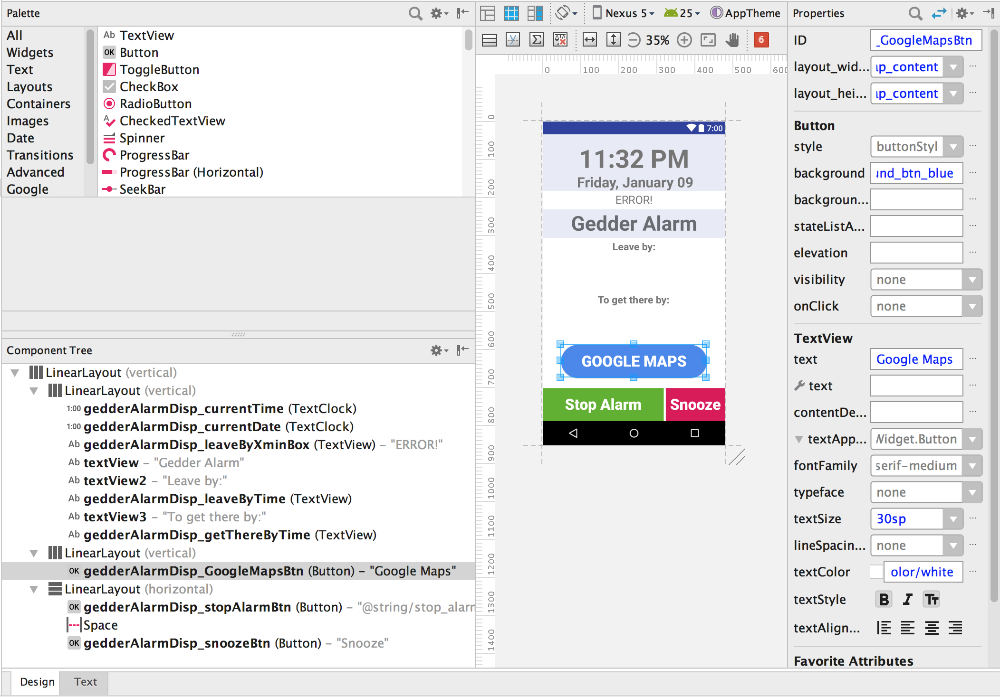 Palette
All
Widgets
Text
Layouts
Containers
Images
Date
Transitions
Advanced
Google
Ab TextView
OK Button
ToggleButton
CheckBox
RadioButton
CheckedTextView
Spinner
ProgressBar
ProgressBar (Horizontal)
SeekBar
Component Tree
LinearLayout (vertical)
LinearLayout (vertical)
1:00 gedderAlarmDisp_currentTime (TextClock)
1:00 gedderAlarmDisp_currentDate (TextClock)
Ab gedderAlarmDisp_leaveByXminBox (TextView) – "ERROR!"
Ab textView – "Gedder Alarm"
Ab textView2 – "Leave by:"
Ab gedderAlarmDisp_leaveByTime (TextView)
Ab textView3 – "To get there by:"
Ab gedderAlarmDisp_getThereByTime (TextView)
LinearLayout (vertical)
OK gedderAlarmDisp_GoogleMapsBtn (Button) – "Google Maps"
LinearLayout (horizontal)
OK gedderAlarmDisp_stopAlarmBtn (Button) – "@string/stop_alarm
Space
OK gedderAlarmDisp_snoozeBtn (Button) – "Snooze"
Design Text
Nexus 5 25 AppTheme
35% 6
0 100 200 300 400 500 600
0
100
200
300
400
500
600
700
800
900
1000
1100
1200
1300
1400
7:00
11:32 PM
Friday, January 09
ERROR!
Gedder Alarm
Leave by:
To get there by:
GOOGLE MAPS
Stop Alarm Snooze
Properties
ID _GoogleMapsBtn
layout_wid... ap_content
layout_hei... ap_content
Button
style buttonStyl
background und_btn_blue
backgroun...
stateListA...
elevation
visibility none
onClick none
TextView
text Google Maps
text
contentDe...
textApp... Widget.Button
fontFamily serif-medium
typeface none
textSize 30sp
lineSpacin... none
textColor olor/white
textStyle B I Tt
textAlign...
Favorite Attributes